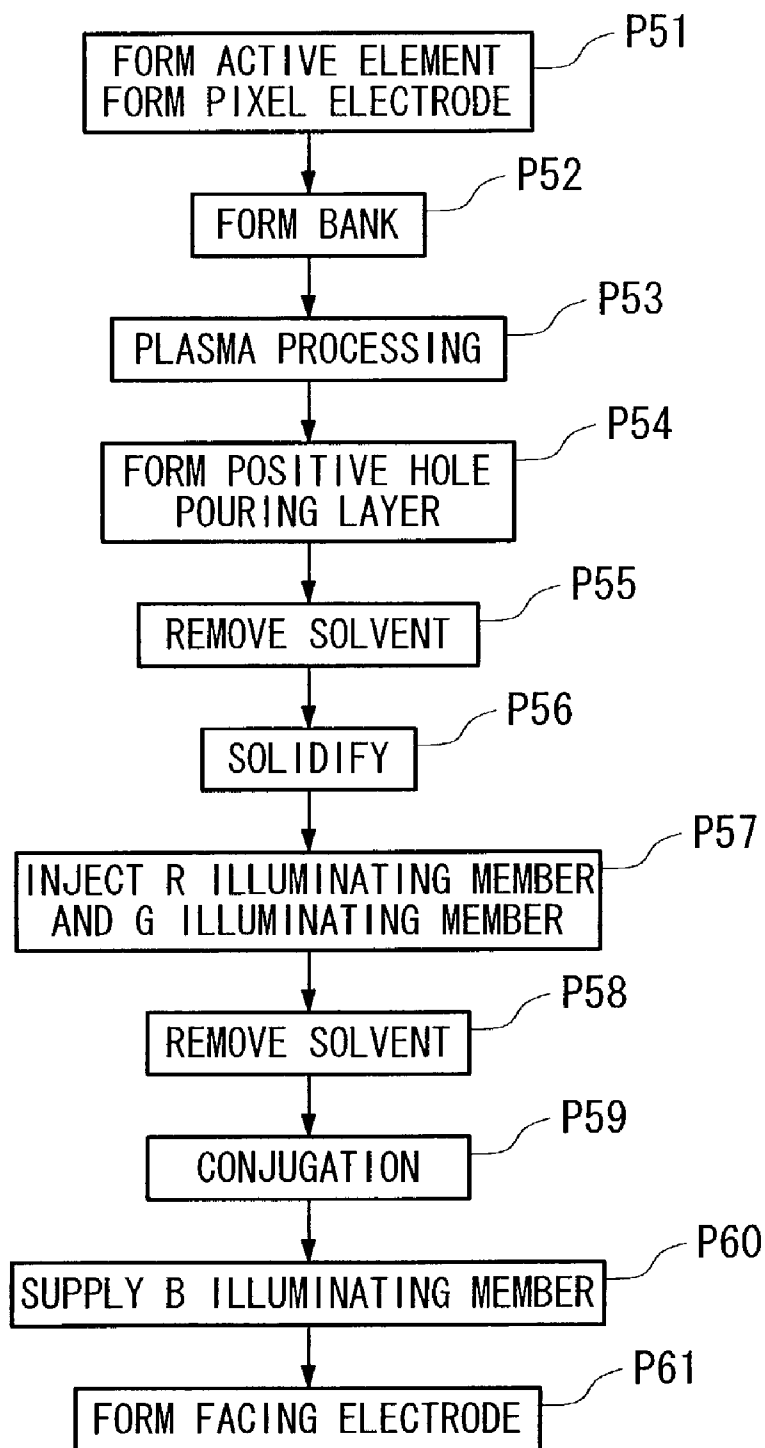 P51
FORM ACTIVE ELEMENT
FORM PIXEL ELECTRODE
P52
FORM BANK
P53
PLASMA PROCESSING
P54
FORM POSITIVE HOLE
POURING LAYER
P55
REMOVE SOLVENT
P56
SOLIDIFY
P57
INJECT R ILLUMINATING MEMBER
AND G ILLUMINATING MEMBER
P58
REMOVE SOLVENT
P59
CONJUGATION
P60
SUPPLY B ILLUMINATING MEMBER
P61
FORM FACING ELECTRODE